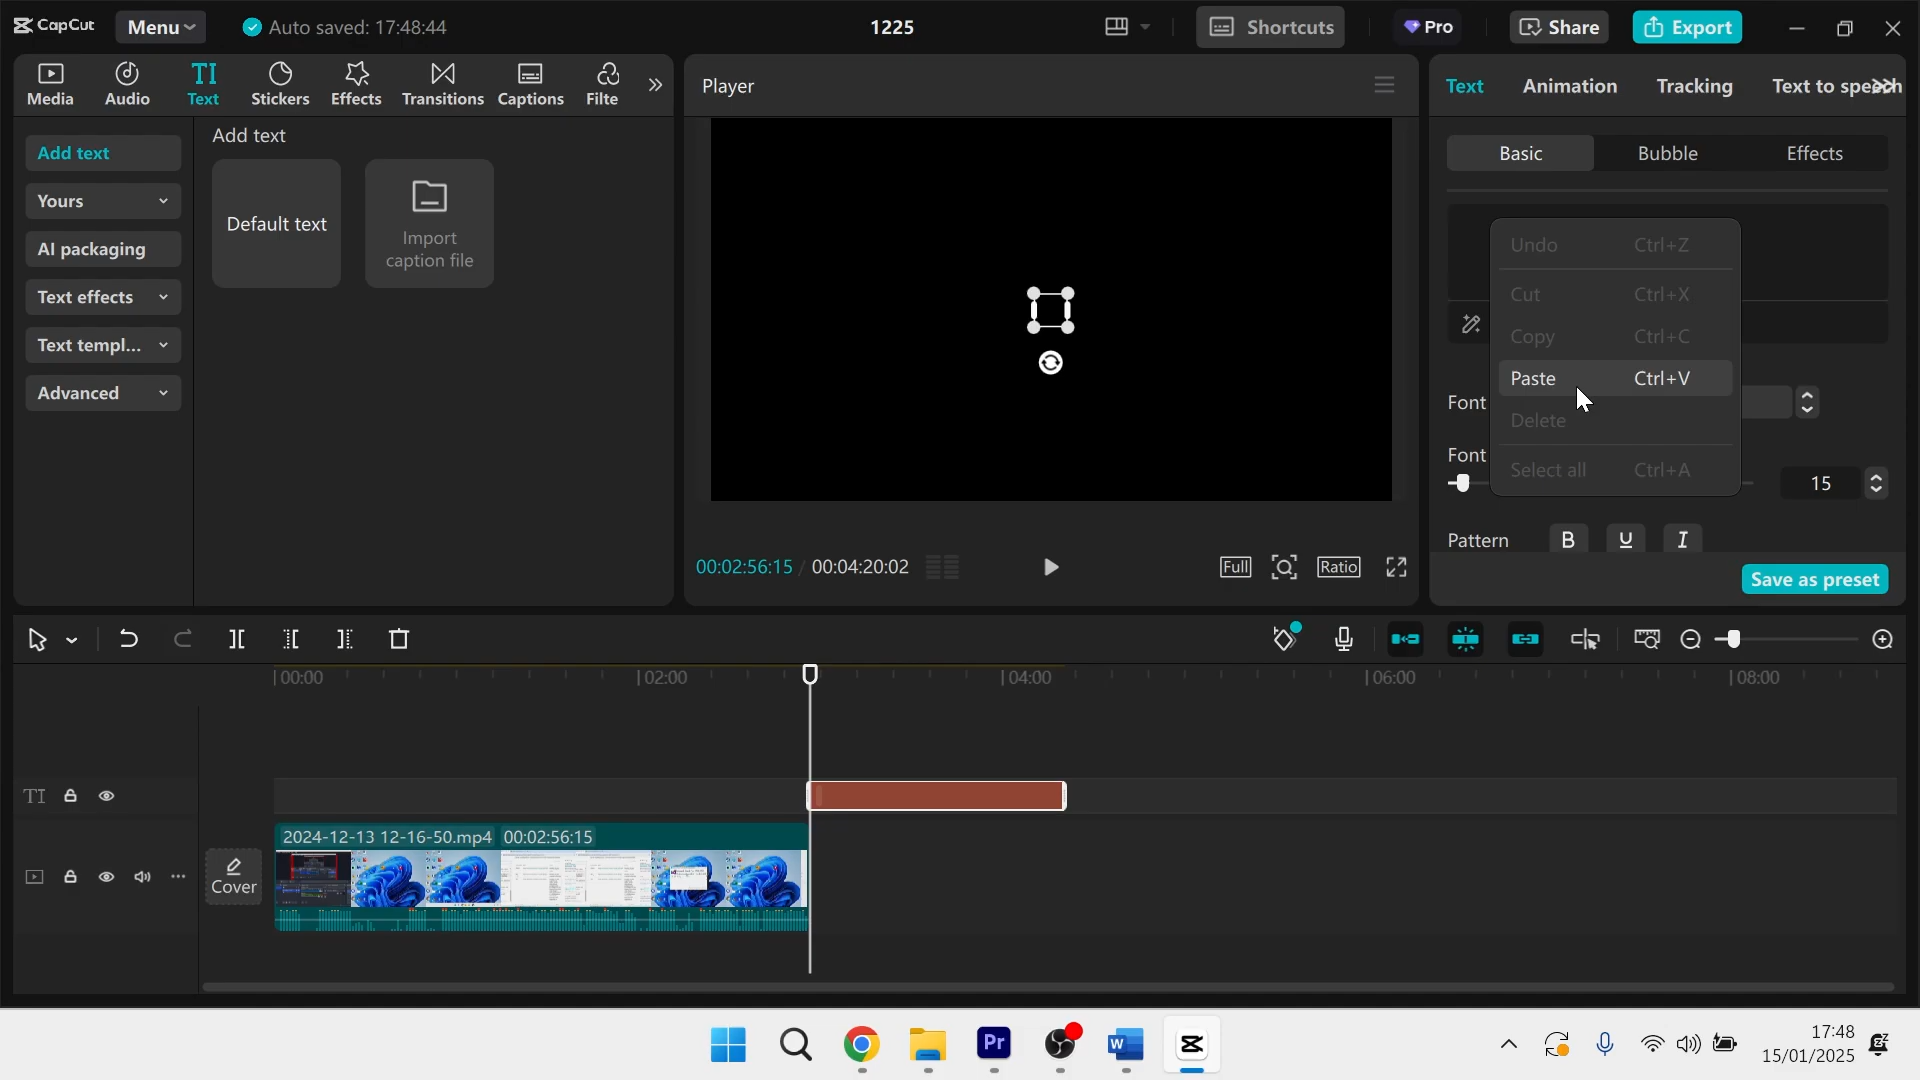 CapCut
Menu
Auto saved: 17:48:44
1225
Shortcuts
Pro
Share
Export
Media
Audio
TI
Text
Stickers
Effects
Transitions
Captions
Filte
Player
Text
Animation
Tracking
Text to speech
Add text
Yours
AI packaging
Text effects
Text templ...
Advanced
Add text
Default text
Import
caption file
Basic
Bubble
Effects
Undo Ctrl+Z
Cut Ctrl+X
Copy Ctrl+C
Paste Ctrl+V
Delete
Select all Ctrl+A
Font
Font
15
Pattern
B
U
I
Save as preset
00:02:56:15 / 00:04:20:02
Full
Ratio
00:00
02:00
04:00
06:00
08:00
TI
2024-12-13 12-16-50.mp4 00:02:56:15
Cover
Pr
W
17:48
15/01/2025